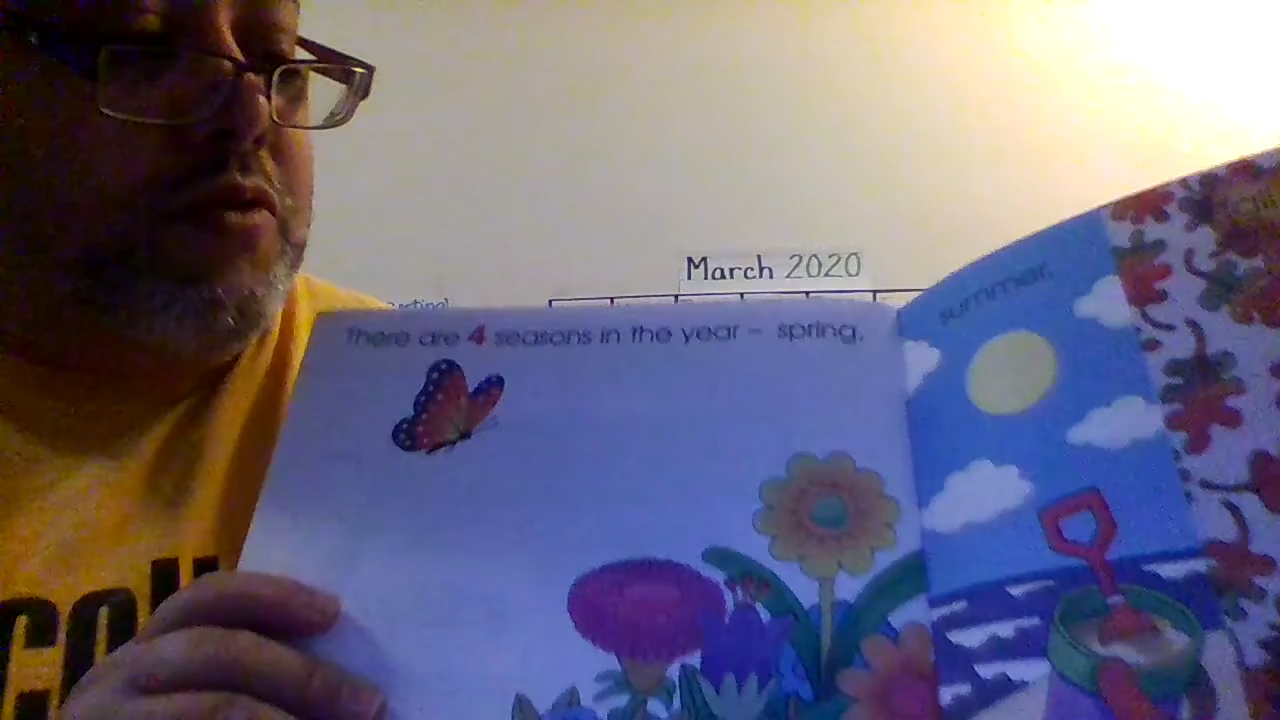 March 2020
There are 4 seasons in the year – spring,
summer,